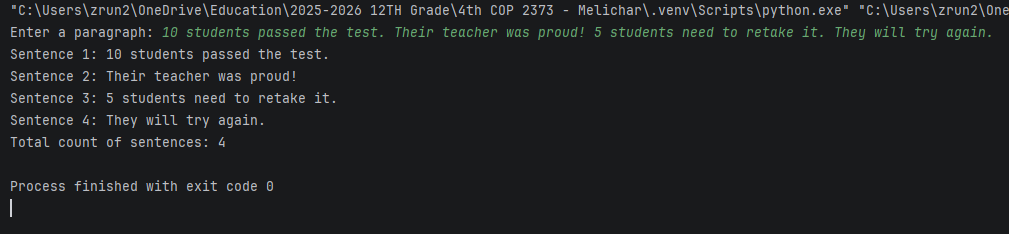 "C:\Users\zrun2\OneDrive\Education\2025-2026 12TH Grade\4th COP 2373 - Melichar\.venv\Scripts\python.exe" "C:\Users\zrun2\One
Enter a paragraph: 10 students passed the test. Their teacher was proud! 5 students need to retake it. They will try again.
Sentence 1: 10 students passed the test.
Sentence 2: Their teacher was proud!
Sentence 3: 5 students need to retake it.
Sentence 4: They will try again.
Total count of sentences: 4
Process finished with exit code 0